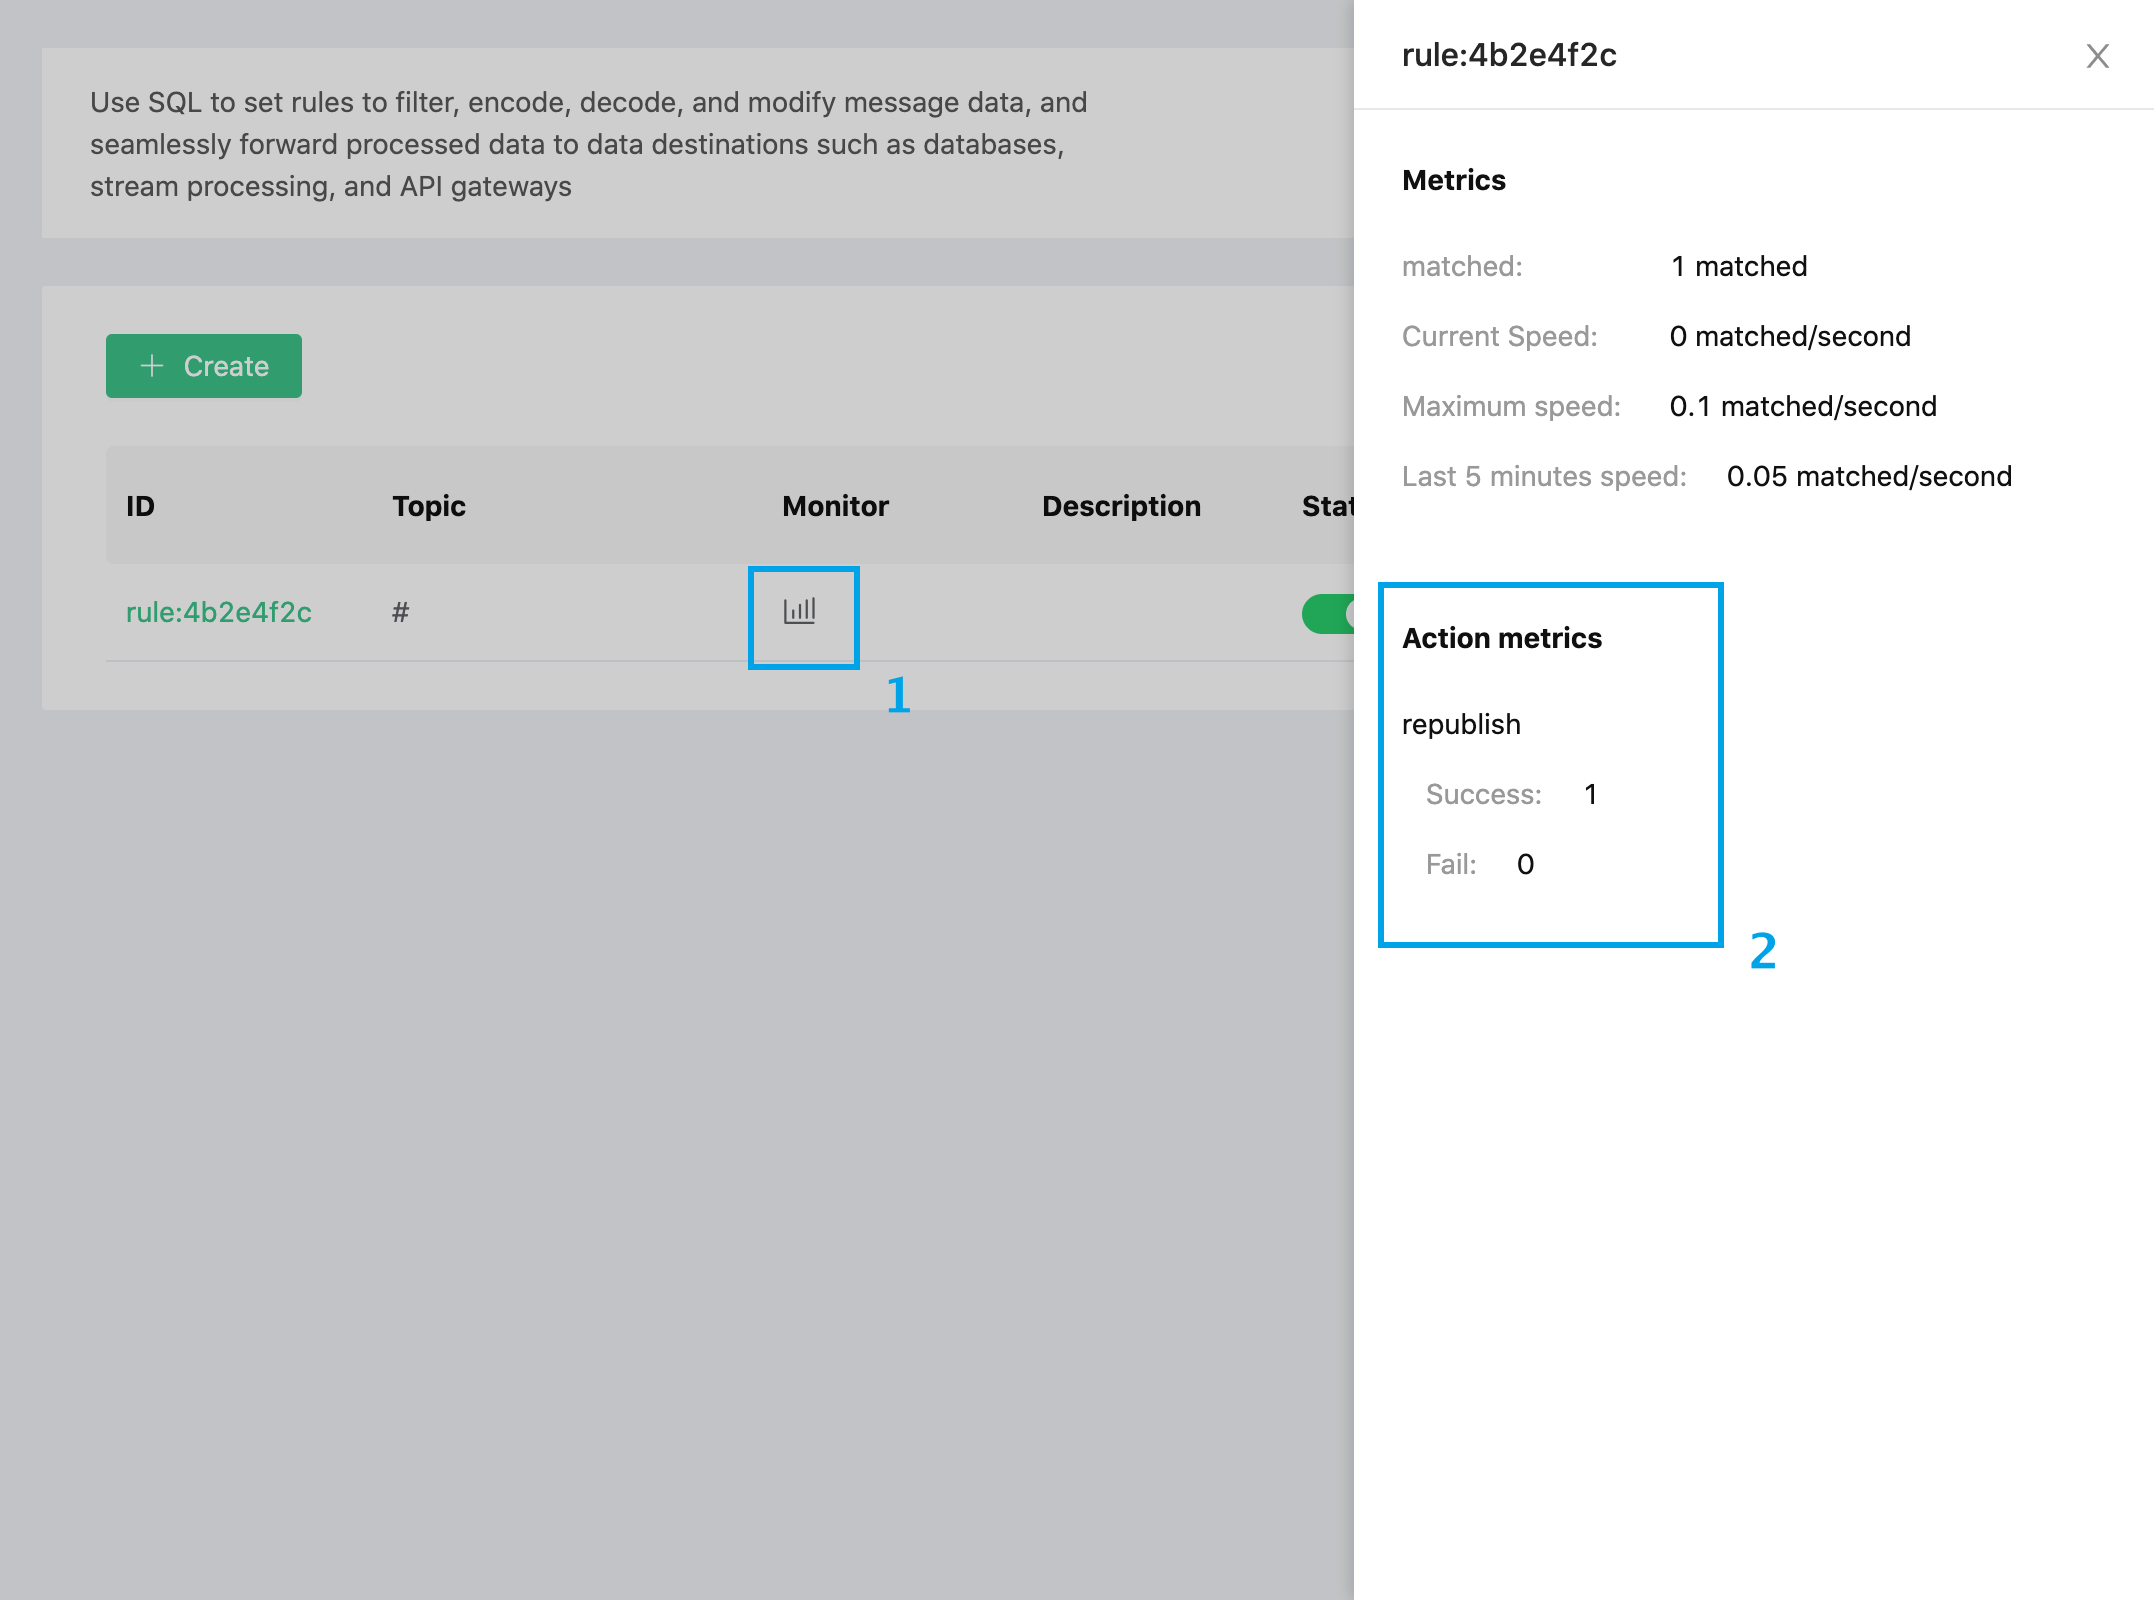 Use SQL to set rules to filter, encode, decode, and modify message data, and
seamlessly forward processed data to data destinations such as databases,
stream processing, and API gateways
+ Create
ID Topic Monitor Description Stat
rule:4b2e4f2c #
1
rule:4b2e4f2c
Metrics
matched: 1 matched
Current Speed: 0 matched/second
Maximum speed: 0.1 matched/second
Last 5 minutes speed: 0.05 matched/second
Action metrics
republish
Success: 1
Fail: 0
2